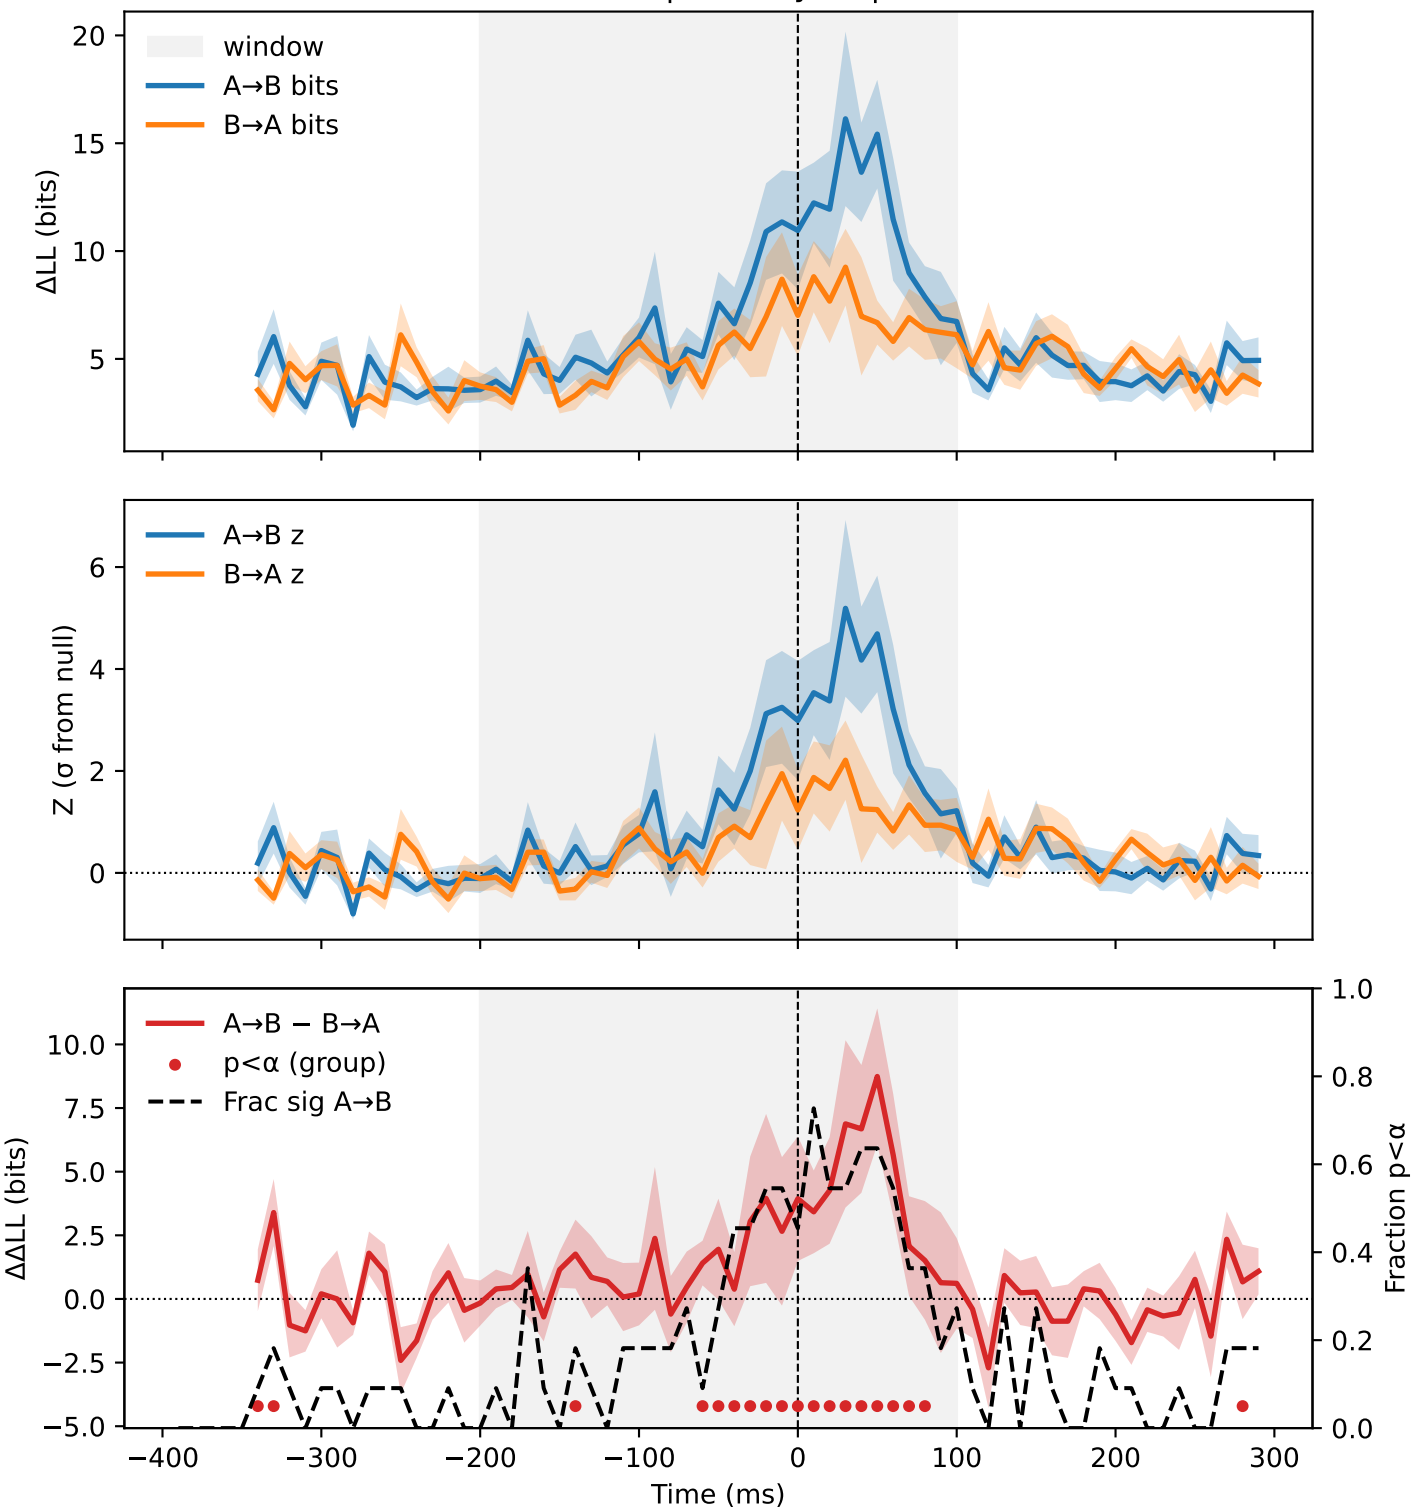 20
15
10
5
ΔLL (bits)
window
A→B bits
B→A bits
6
4
2
0
Z (σ from null)
A→B z
B→A z
10.0
7.5
5.0
2.5
0.0
−2.5
−5.0
ΔΔLL (bits)
A→B − B→A
p<α (group)
Frac sig A→B
1.0
0.8
0.6
0.4
0.2
0.0
Fraction p<α
−400 −300 −200 −100 0 100 200 300
Time (ms)